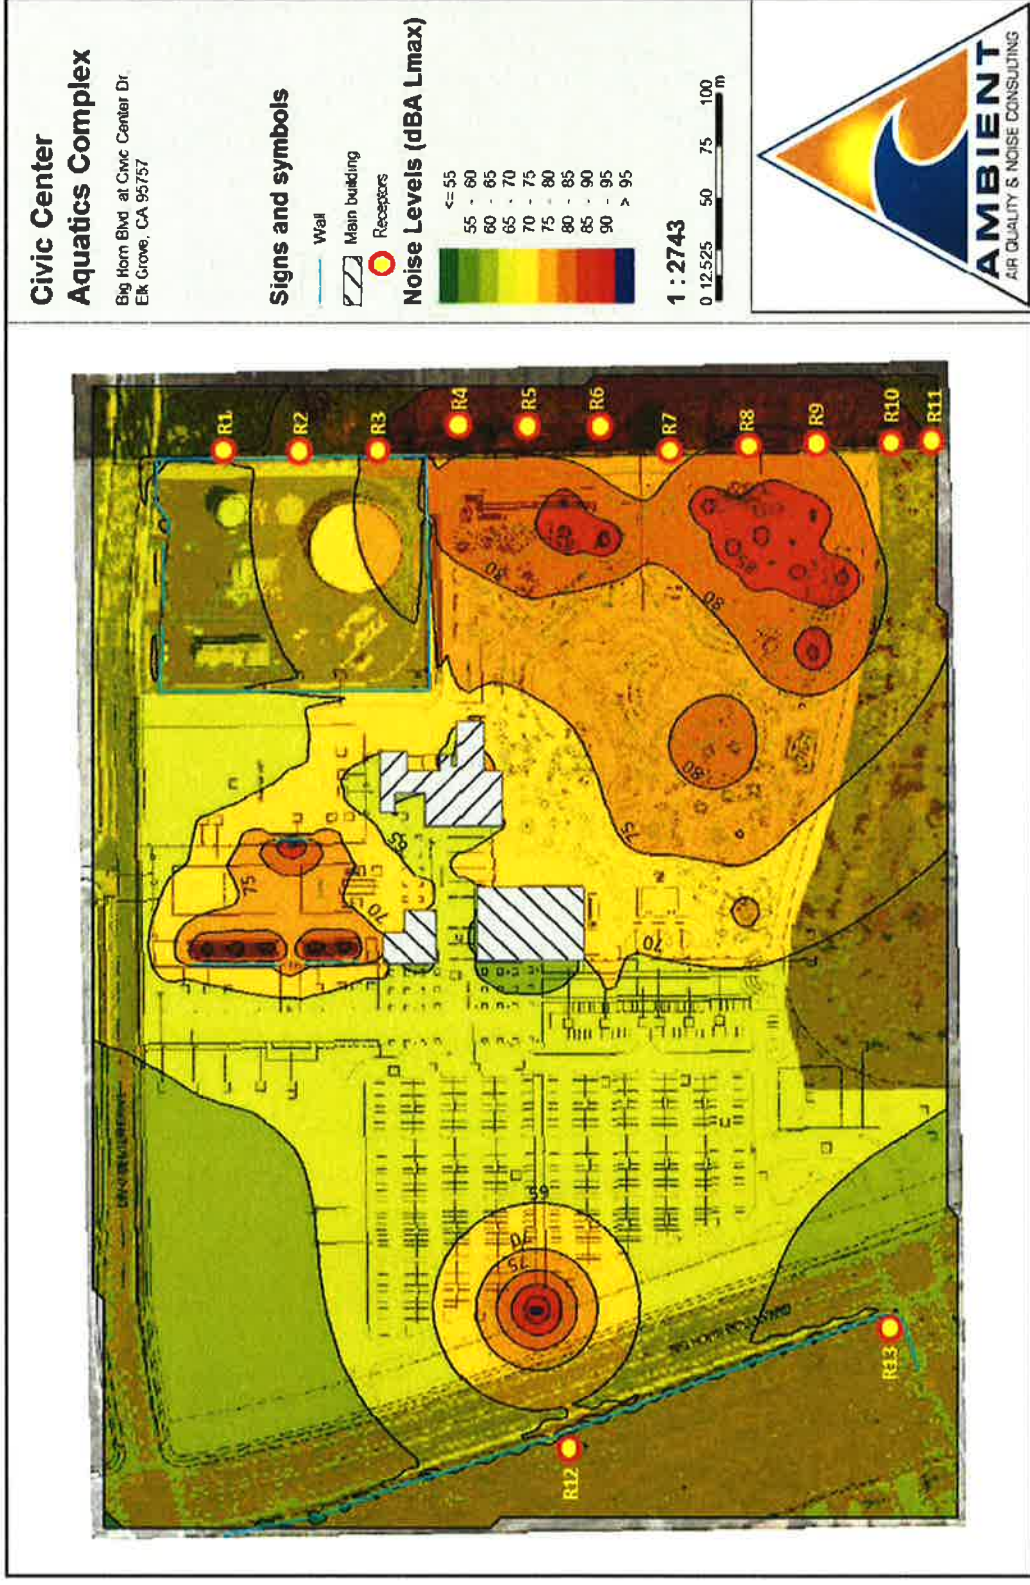 Civic Center
Aquatics Complex
Big Horn Blvd at Civic Center Dr.
Elk Grove, CA 95757
Signs and symbols
Wall
Main building
Receptors
Noise Levels (dBA Lmax)
<= 55
55 - 60
60 - 65
65 - 70
70 - 75
75 - 80
80 - 85
85 - 90
90 - 95
> 95
1 : 2743
0 12.525 50 75 100
m
AMBIENT
AIR QUALITY & NOISE CONSULTING
R1
R2
R3
R4
R5
R6
R7
R8
R9
R10
R11
R12
R13
80
80
85
85
80
75
75
70
65
70
65
70
75